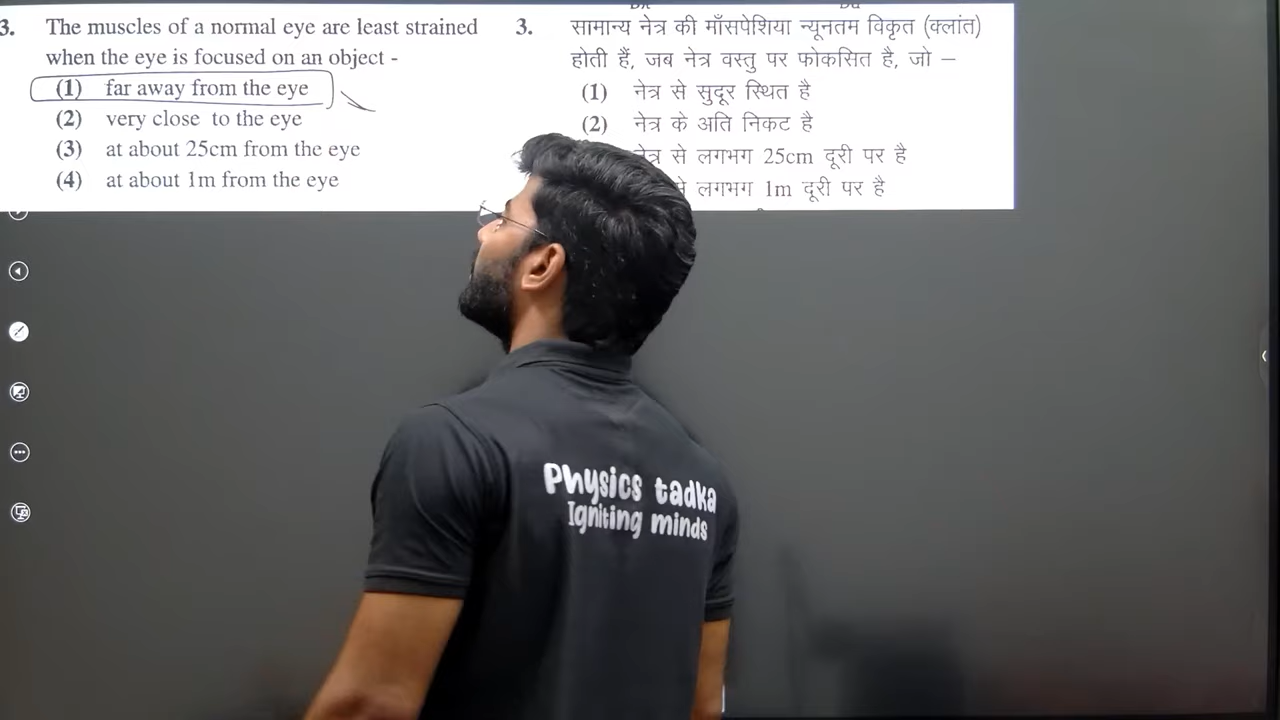 3. The muscles of a normal eye are least strained
when the eye is focused on an object -
(1) far away from the eye
(2) very close to the eye
(3) at about 25cm from the eye
(4) at about 1m from the eye
3. सामान्य नेत्र की माँसपेशिया न्यूनतम विकृत (क्लांत)
होती हैं, जब नेत्र वस्तु पर फोकसित है, जो –
(1) नेत्र से सुदूर स्थित है
(2) नेत्र के अति निकट है
नेत्र से लगभग 25cm दूरी पर है
से लगभग 1m दूरी पर है
Physics tadka
Igniting minds